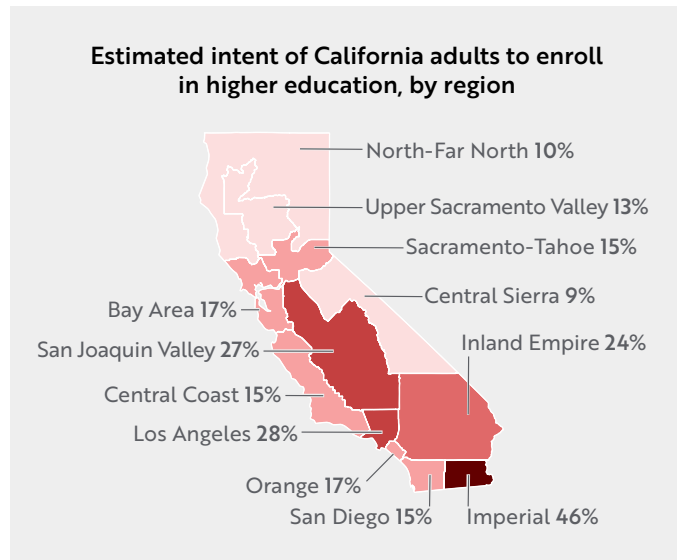 Estimated intent of California adults to enroll
in higher education, by region
North-Far North 10%
Upper Sacramento Valley 13%
Sacramento-Tahoe 15%
Central Sierra 9%
Bay Area 17%
Inland Empire 24%
San Joaquin Valley 27%
Central Coast 15%
Los Angeles 28%
Orange 17%
San Diego 15%
Imperial 46%